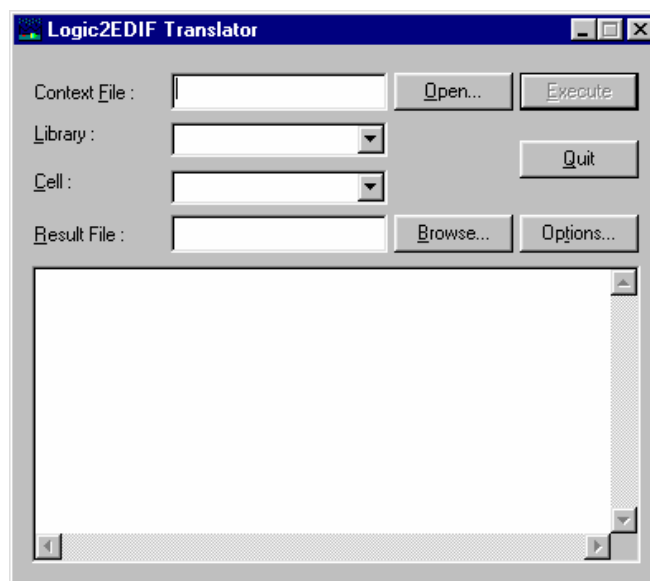 Logic2EDIF Translator
Context File : Open... Execute
Library :
Quit
Cell :
Result File : Browse... Options...